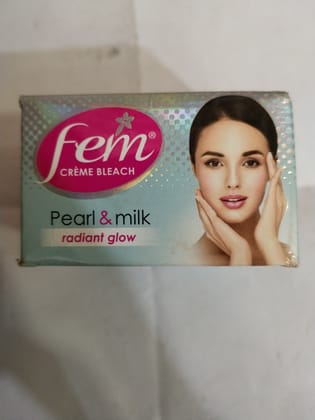 fem®
CRÈME BLEACH
Pearl & milk
radiant glow